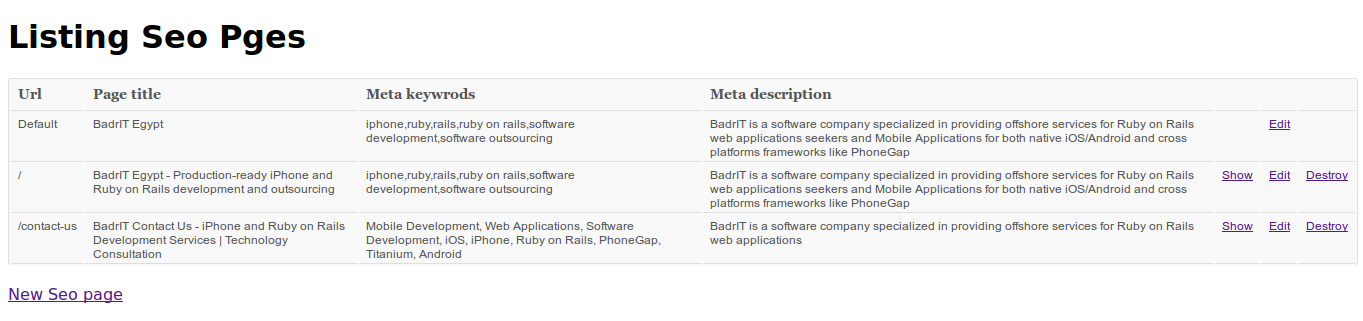 Listing Seo Pges
Url Page title Meta keywrods Meta description
Default BadrIT Egypt iphone,ruby,rails,ruby on rails,software BadrIT is a software company specialized in providing offshore services for Ruby on Rails Edit
development,software outsourcing web applications seekers and Mobile Applications for both native iOS/Android and cross
platforms frameworks like PhoneGap
/ BadrIT Egypt - Production-ready iPhone and iphone,ruby,rails,ruby on rails,software BadrIT is a software company specialized in providing offshore services for Ruby on Rails Show Edit Destroy
Ruby on Rails development and outsourcing development,software outsourcing web applications seekers and Mobile Applications for both native iOS/Android and cross
platforms frameworks like PhoneGap
/contact-us BadrIT Contact Us - iPhone and Ruby on Rails Mobile Development, Web Applications, Software BadrIT is a software company specialized in providing offshore services for Ruby on Rails Show Edit Destroy
Development Services | Technology Development, iOS, iPhone, Ruby on Rails, PhoneGap, web applications
Consultation Titanium, Android
New Seo page